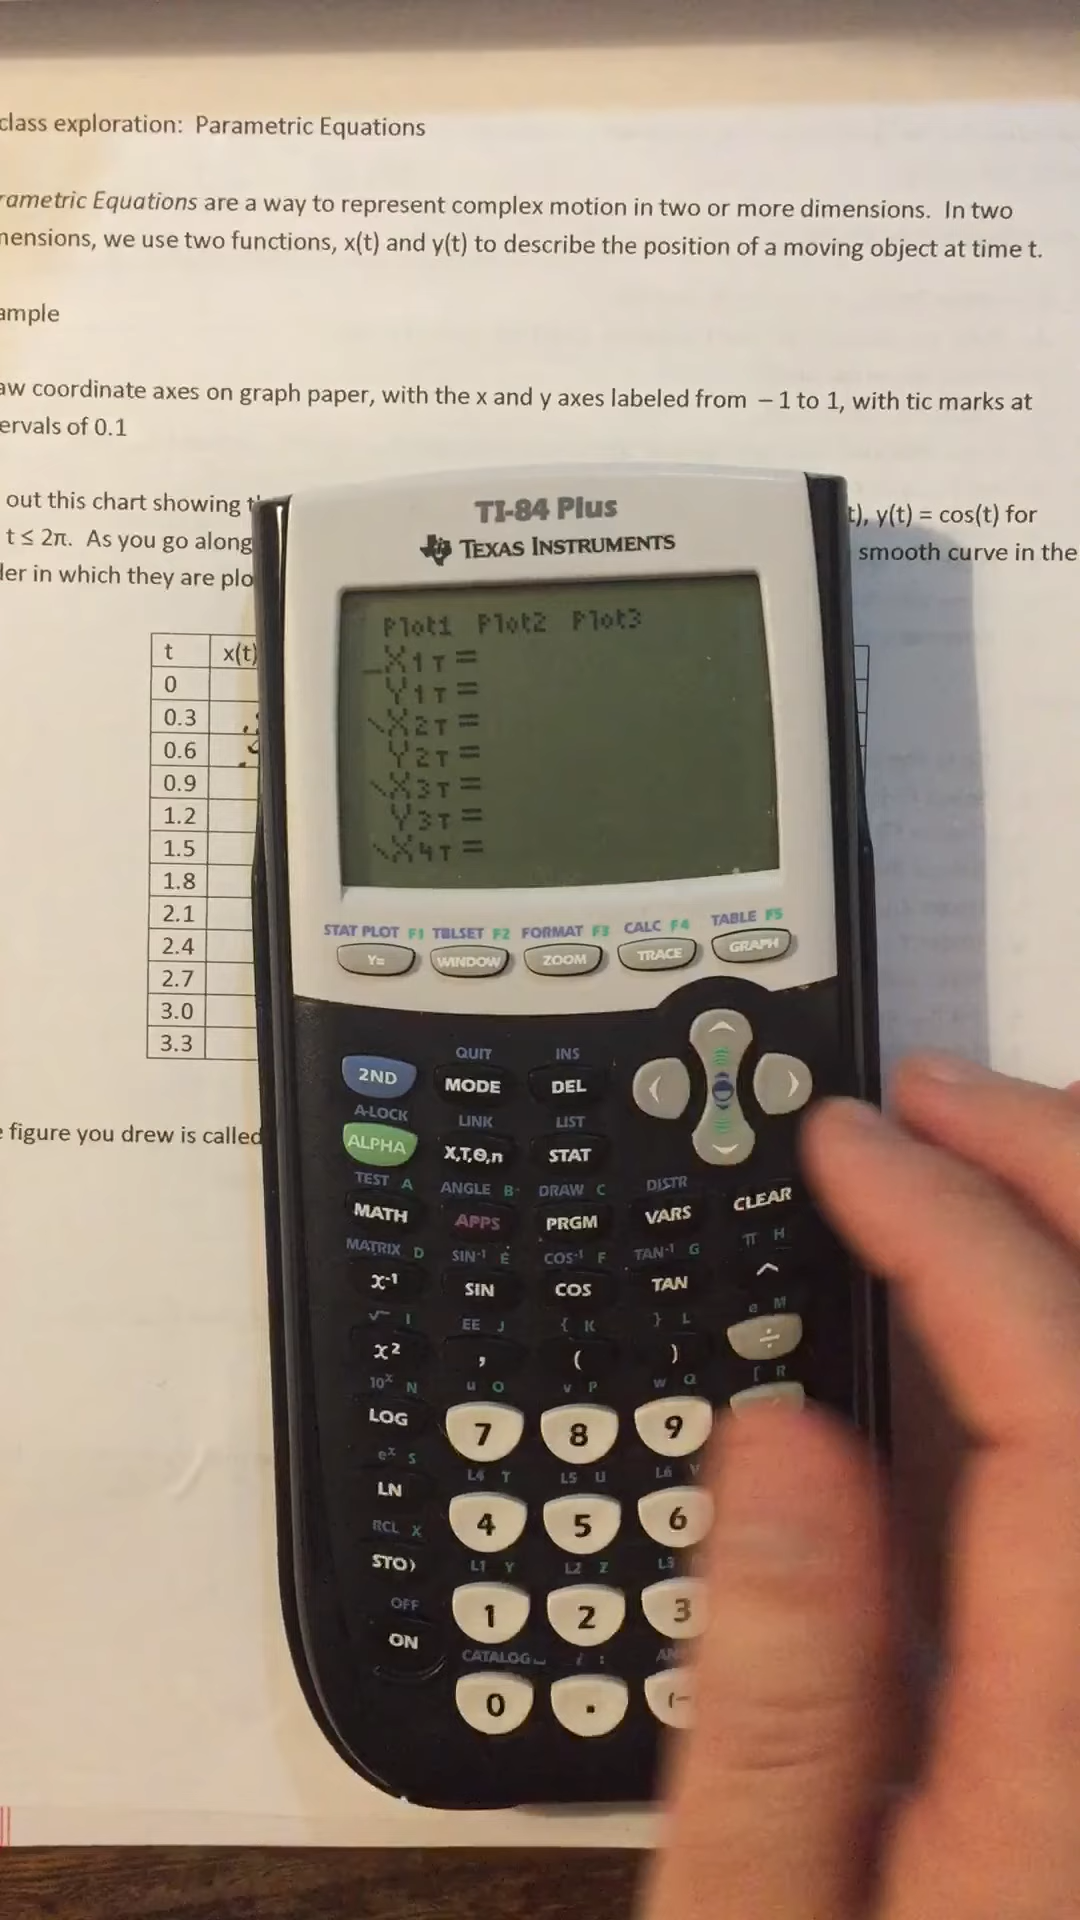 class exploration: Parametric Equations
rametric Equations are a way to represent complex motion in two or more dimensions. In two
mensions, we use two functions, x(t) and y(t) to describe the position of a moving object at time t.
ample
aw coordinate axes on graph paper, with the x and y axes labeled from – 1 to 1, with tic marks at
ervals of 0.1
out this chart showing t
t), y(t) = cos(t) for
t ≤ 2π. As you go along
smooth curve in the
der in which they are plo
t x(t)
0
0.3
0.6
0.9
1.2
1.5
1.8
2.1
2.4
2.7
3.0
3.3
e figure you drew is called
TI-84 Plus
TEXAS INSTRUMENTS
Plot1 Plot2 Plot3
X1T=
Y1T=
\X2T=
Y2T=
\X3T=
Y3T=
\X4T=
STAT PLOT F1 TBLSET F2 FORMAT F3 CALC F4 TABLE F5
Y= WINDOW ZOOM TRACE GRAPH
QUIT INS
2ND MODE DEL
A-LOCK LINK LIST
ALPHA X,T,Θ,n STAT
TEST A ANGLE B DRAW C DISTR
MATH APPS PRGM VARS CLEAR
MATRIX D SIN-1 E COS-1 F TAN-1 G π H
x-1 SIN COS TAN ^
√ I EE J { K } L e M
x2 , ( ) ÷
10x N u O v P w Q [ R
LOG 7 8 9
ex S L4 T L5 U L6 V
LN 4 5 6
RCL X L1 Y L2 Z L3
STO) 1 2 3
OFF CATALOG i : AN
ON 0 . (-